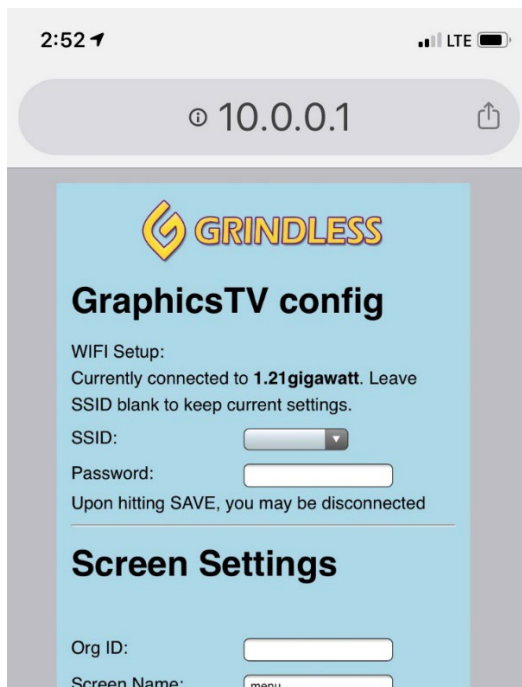 2:52
LTE
10.0.0.1
GRINDLESS
GraphicsTV config
WIFI Setup:
Currently connected to 1.21gigawatt. Leave
SSID blank to keep current settings.
SSID:
Password:
Upon hitting SAVE, you may be disconnected
Screen Settings
Org ID:
Screen Name:
menu